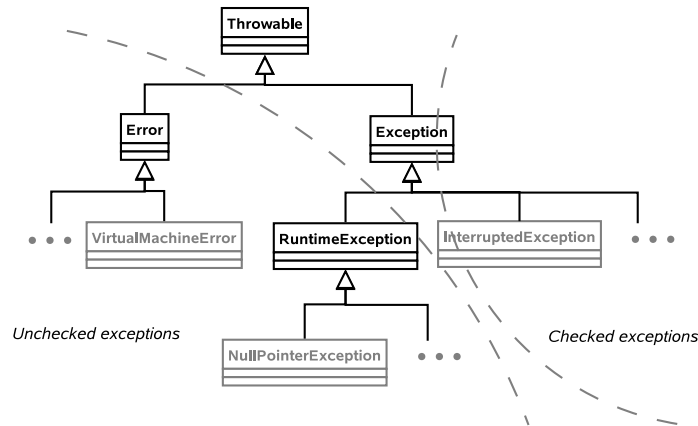 Throwable
Error
Exception
VirtualMachineError
RuntimeException
InterruptedException
Unchecked exceptions
Checked exceptions
NullPointerException